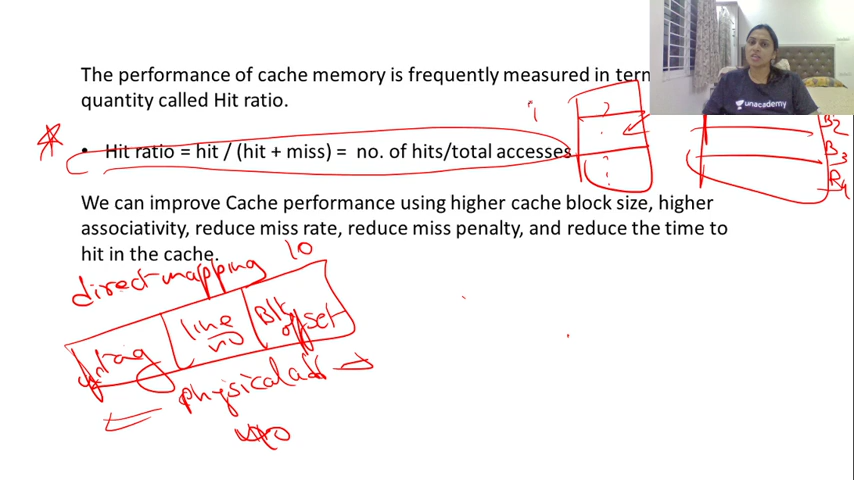 The performance of cache memory is frequently measured in
quantity called Hit ratio.
• Hit ratio = hit / (hit + miss) = no. of hits/total accesses
We can improve Cache performance using higher cache block size, higher
associativity, reduce miss rate, reduce miss penalty, and reduce the time to
hit in the cache.
unacademy
B2
B3
direct mapping 10
tag
line no
offset
physical add